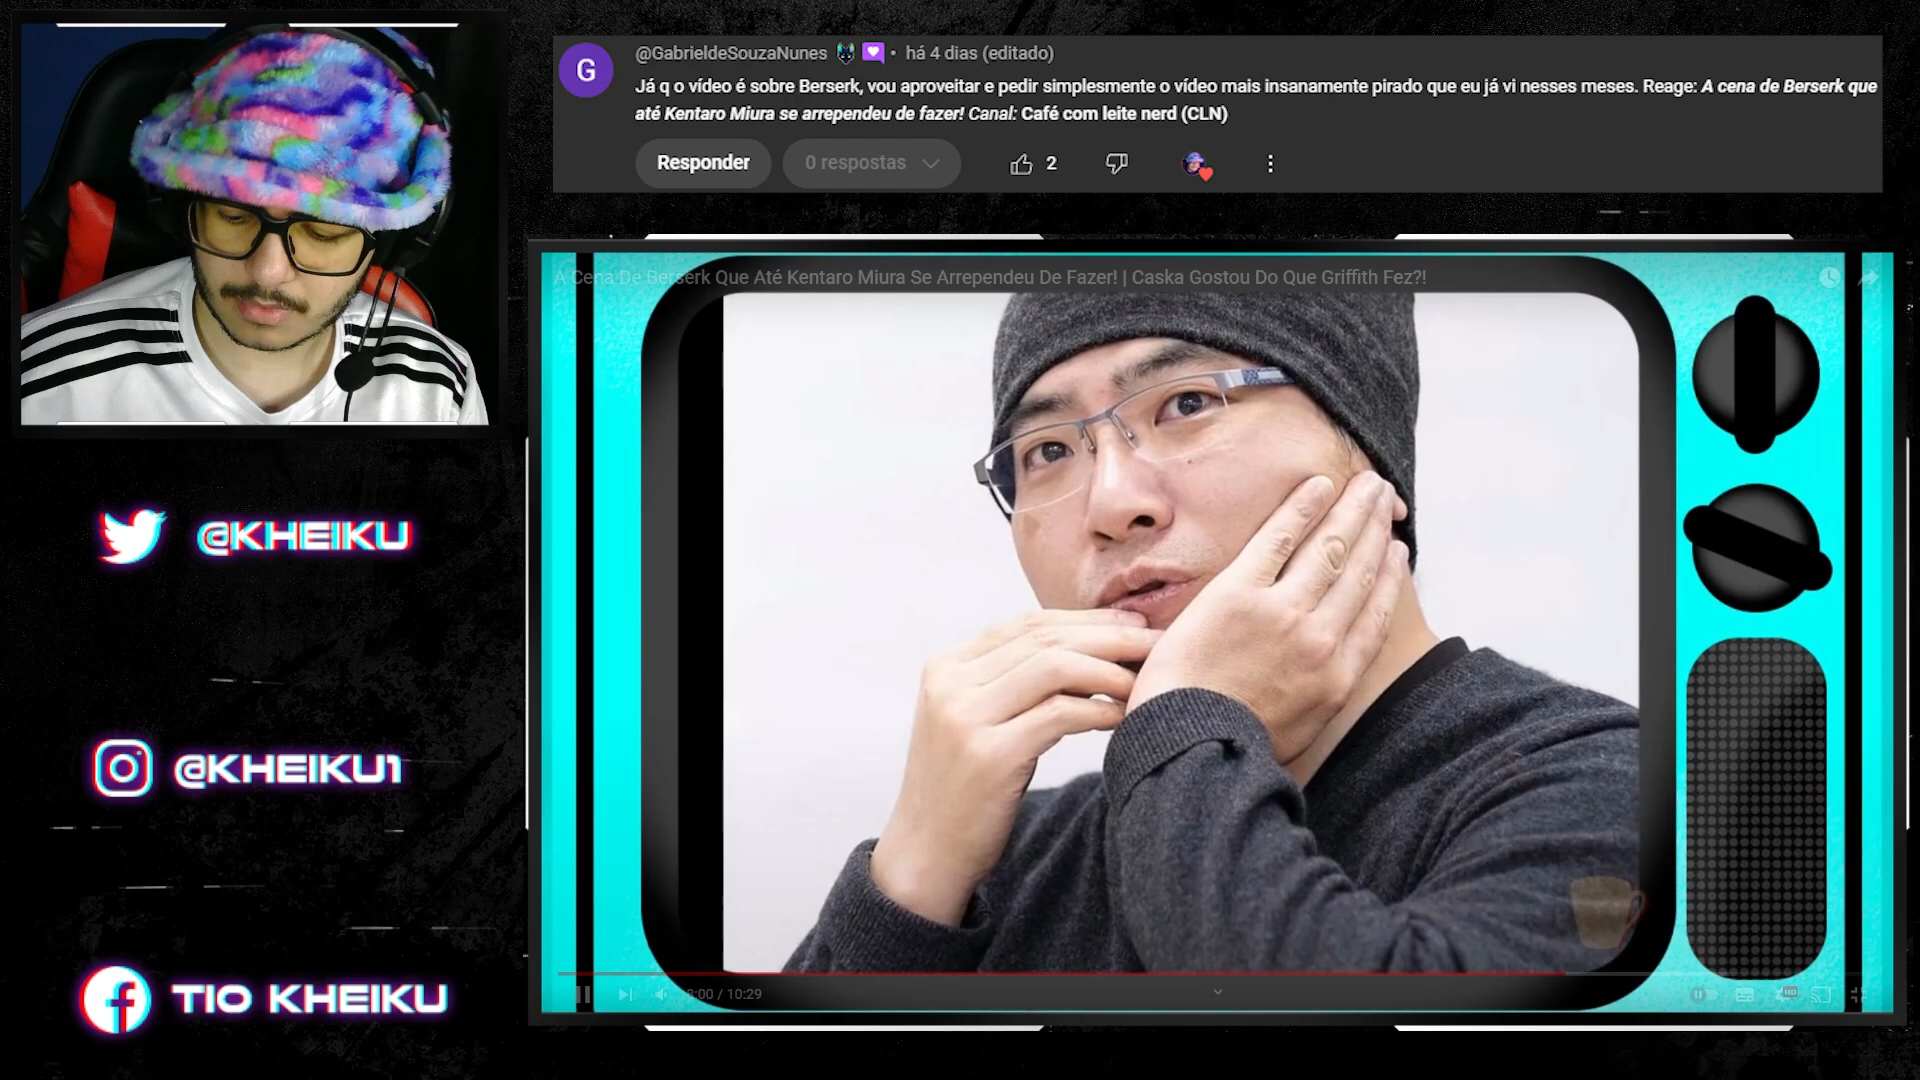 G
@GabrieldeSouzaNunes • há 4 dias (editado)
Já q o vídeo é sobre Berserk, vou aproveitar e pedir simplesmente o vídeo mais insanamente pirado que eu já vi nesses meses. Reage: A cena de Berserk que
até Kentaro Miura se arrependeu de fazer! Canal: Café com leite nerd (CLN)
Responder
0 respostas
2
A Cena De Berserk Que Até Kentaro Miura Se Arrependeu De Fazer! | Caska Gostou Do Que Griffith Fez?!
@KHEIKU
@KHEIKU1
TIO KHEIKU
8:00 / 10:29
HD